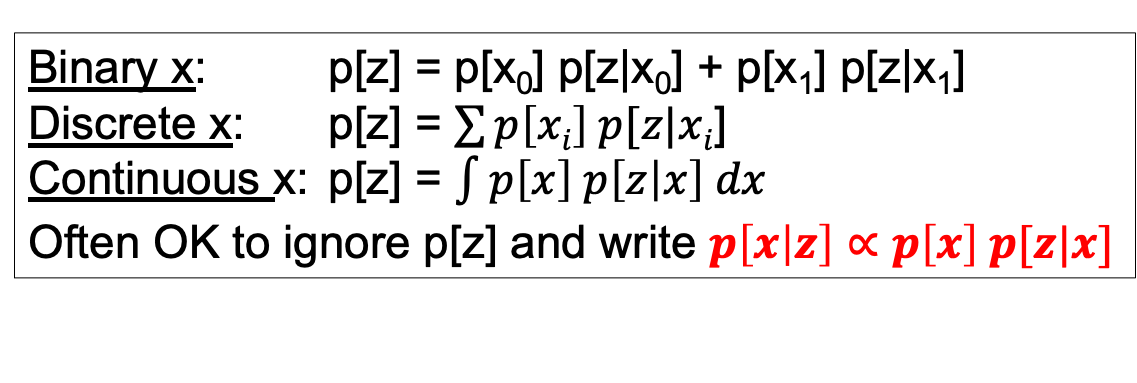 Binary x: p[z] = p[x₀] p[z|x₀] + p[x₁] p[z|x₁]
Discrete x: p[z] = ∑ p[xᵢ] p[z|xᵢ]
Continuous x: p[z] = ∫ p[x] p[z|x] dx
Often OK to ignore p[z] and write p[x|z] ∝ p[x] p[z|x]